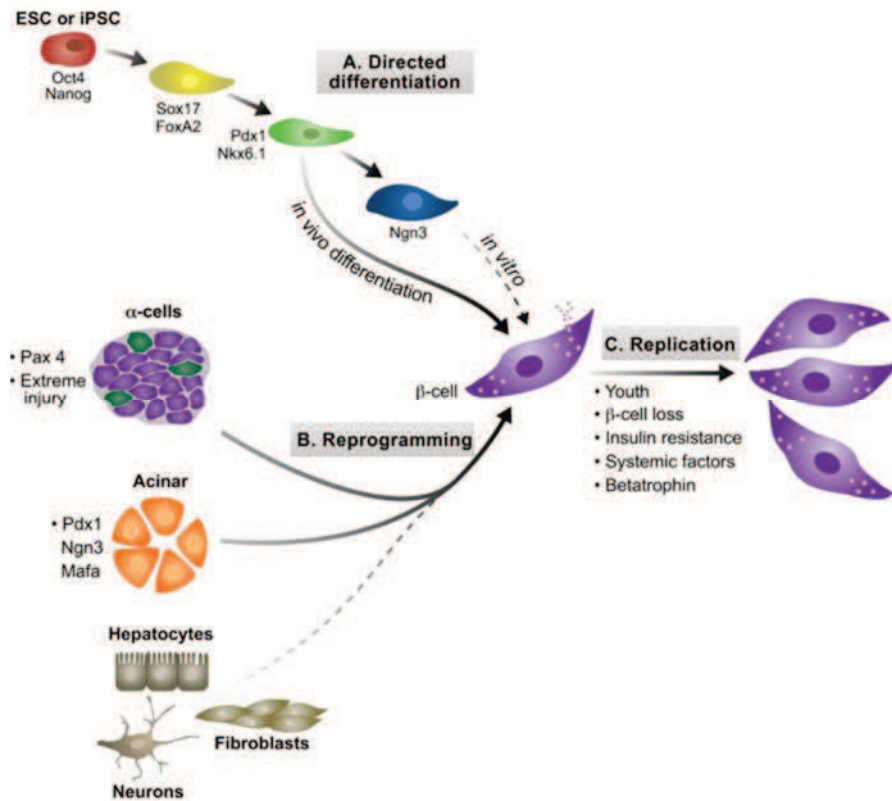 ESC or iPSC
Oct4
Nanog
Sox17
FoxA2
Pdx1
Nkx6.1
Ngn3
A. Directed
differentiation
in vivo differentiation
in vitro
α-cells
• Pax 4
• Extreme
injury
β-cell
B. Reprogramming
Acinar
• Pdx1
Ngn3
Mafa
Hepatocytes
Fibroblasts
Neurons
C. Replication
• Youth
• β-cell loss
• Insulin resistance
• Systemic factors
• Betatrophin